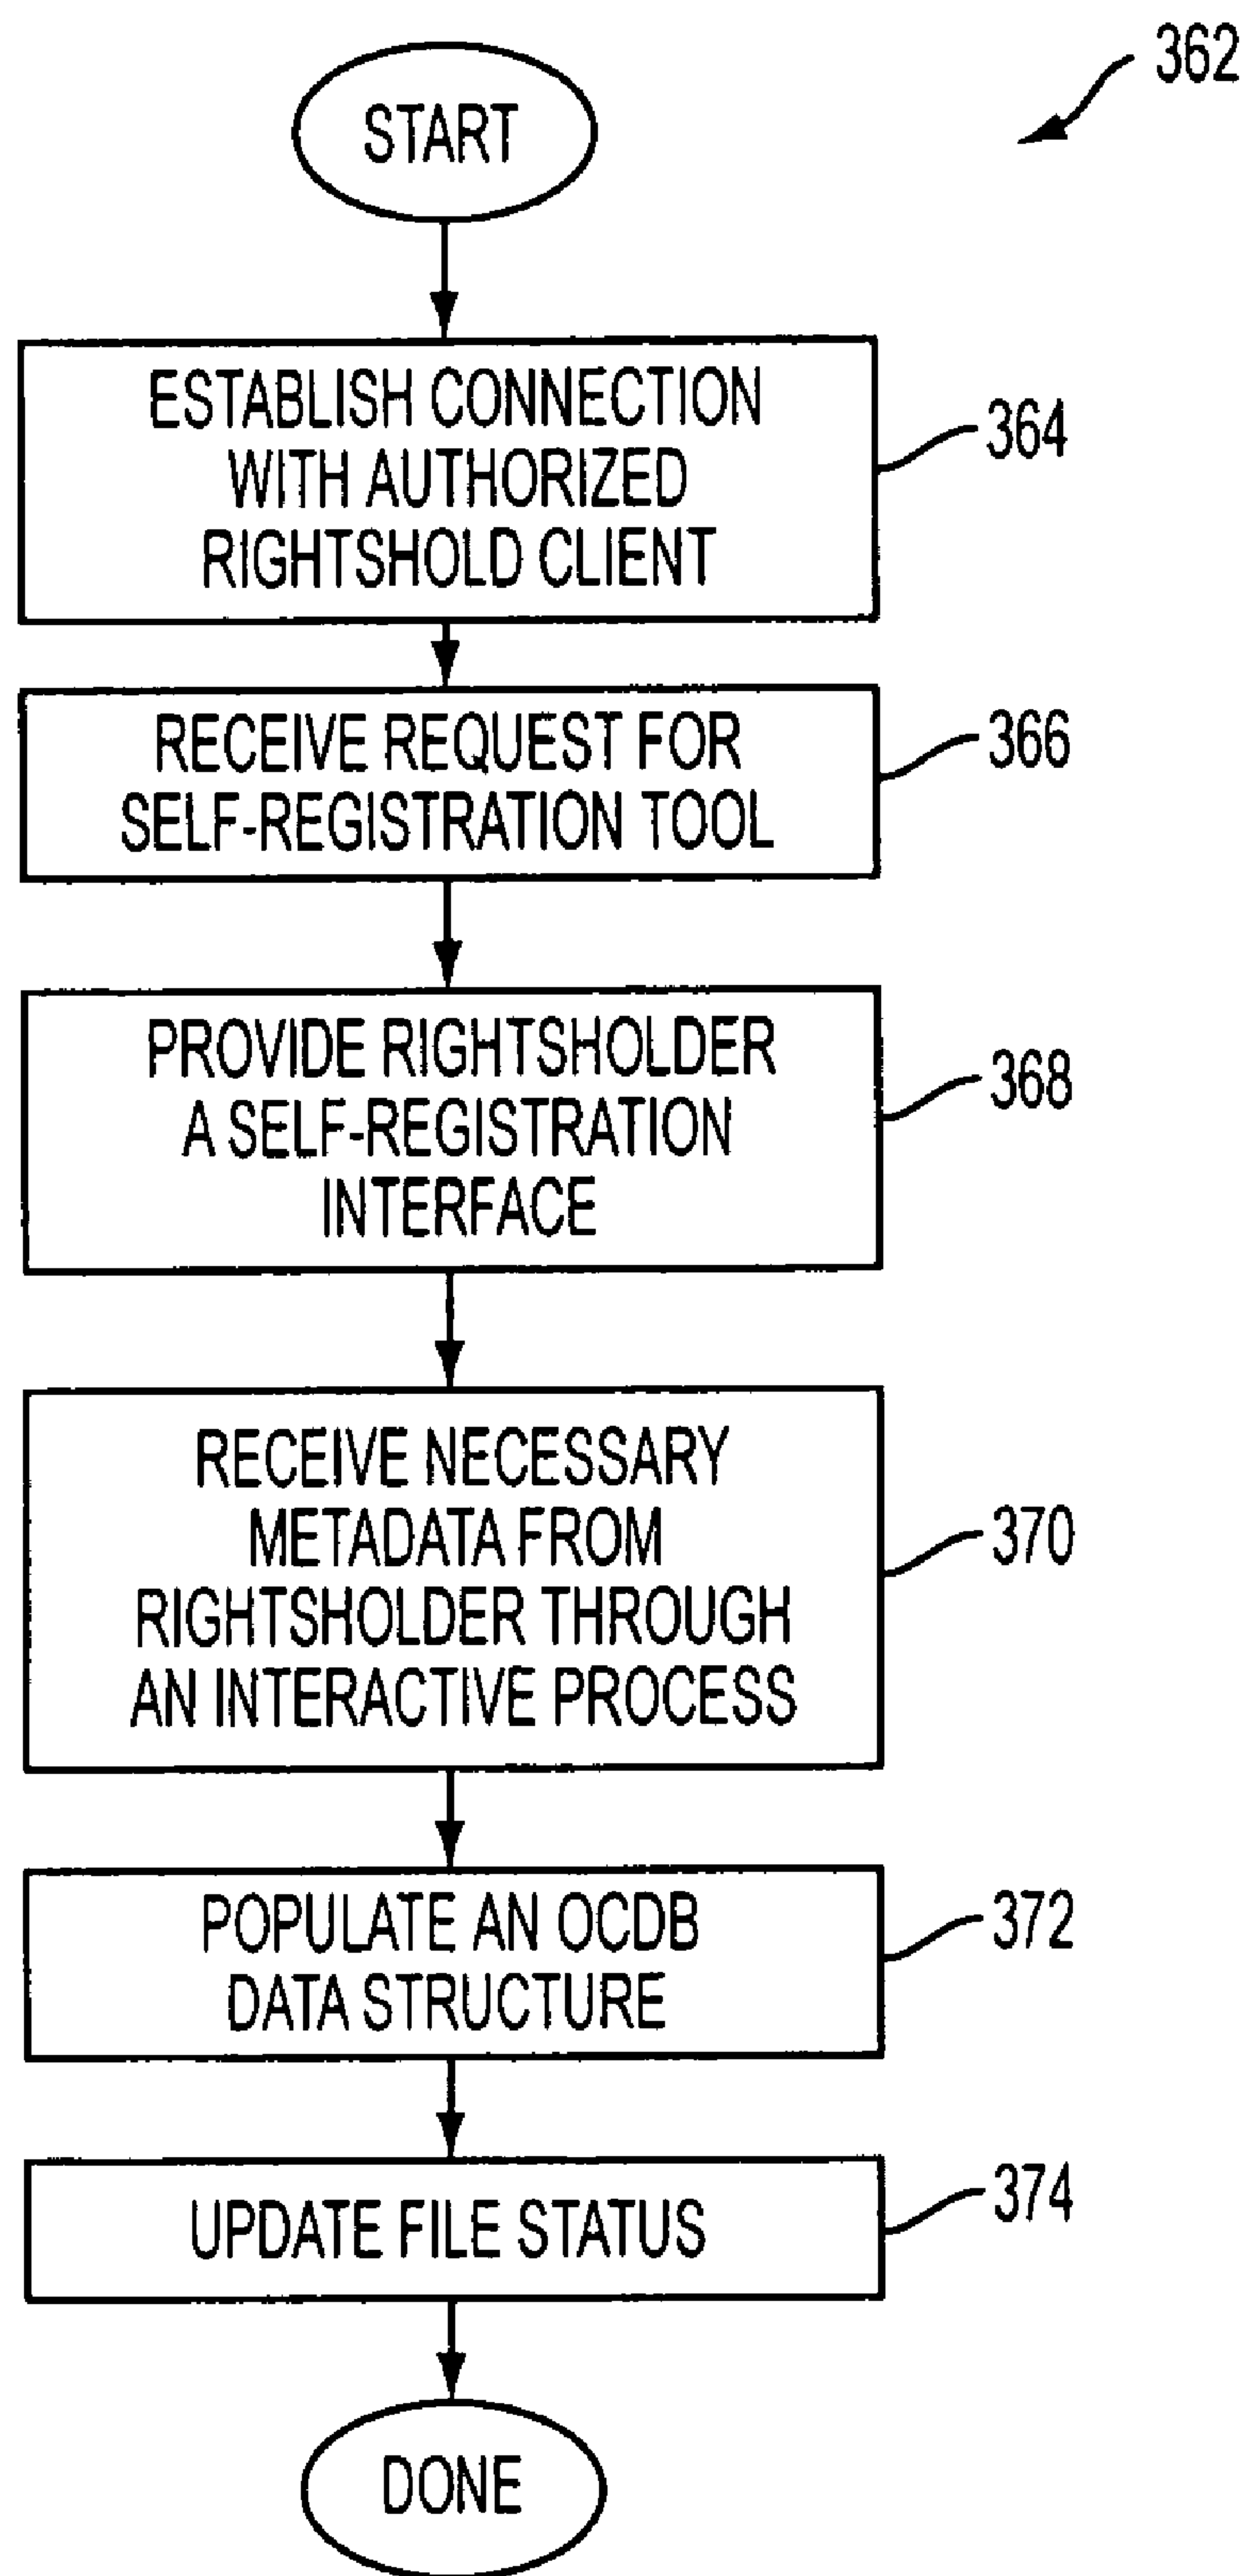 362
START
ESTABLISH CONNECTION
WITH AUTHORIZED
RIGHTSHOLD CLIENT
364
RECEIVE REQUEST FOR
SELF-REGISTRATION TOOL
366
PROVIDE RIGHTSHOLDER
A SELF-REGISTRATION
INTERFACE
368
RECEIVE NECESSARY
METADATA FROM
RIGHTSHOLDER THROUGH
AN INTERACTIVE PROCESS
370
POPULATE AN OCDB
DATA STRUCTURE
372
UPDATE FILE STATUS
374
DONE